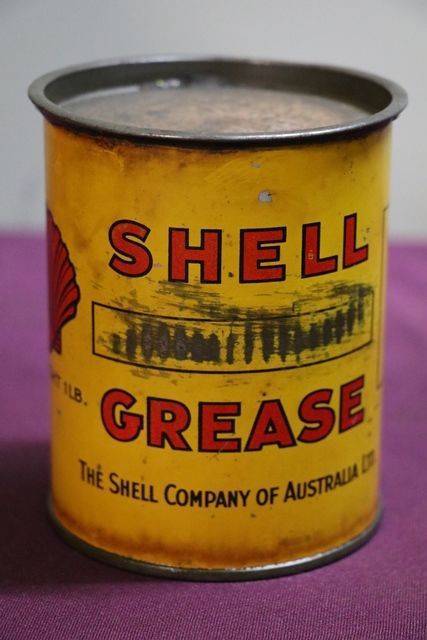 SHELL
GREASE
1LB.
THE SHELL COMPANY OF AUSTRALIA LTD